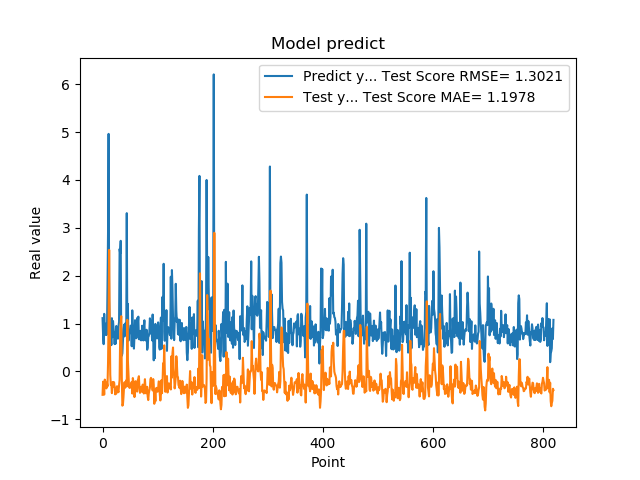 Model predict
Predict y... Test Score RMSE= 1.3021
Test y... Test Score MAE= 1.1978
Real value
6
5
4
3
2
1
0
−1
0 200 400 600 800
Point